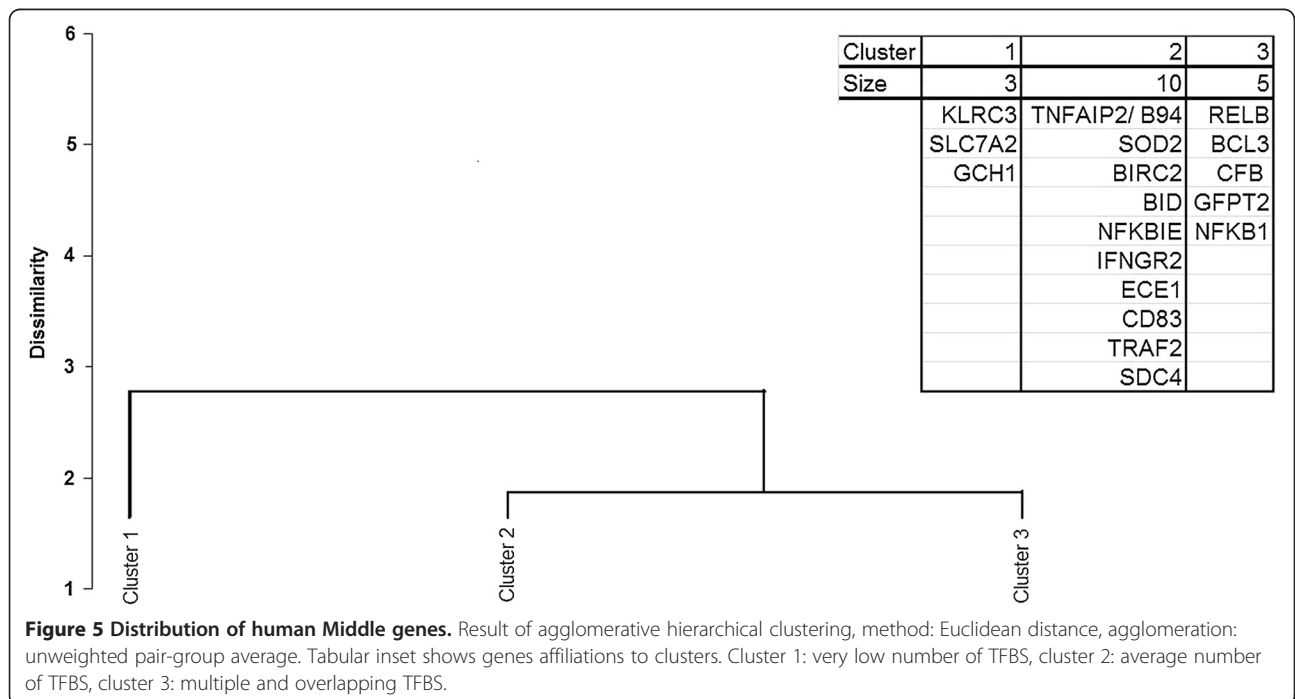 6
5
4
3
2
1
Dissimilarity
Cluster 1 2 3
Size 3 10 5
KLRC3 TNFAIP2/ B94 RELB
SLC7A2 SOD2 BCL3
GCH1 BIRC2 CFB
BID GFPT2
NFKBIE NFKB1
IFNGR2
ECE1
CD83
TRAF2
SDC4
Cluster 1
Cluster 2
Cluster 3
Figure 5 Distribution of human Middle genes. Result of agglomerative hierarchical clustering, method: Euclidean distance, agglomeration:
unweighted pair-group average. Tabular inset shows genes affiliations to clusters. Cluster 1: very low number of TFBS, cluster 2: average number
of TFBS, cluster 3: multiple and overlapping TFBS.